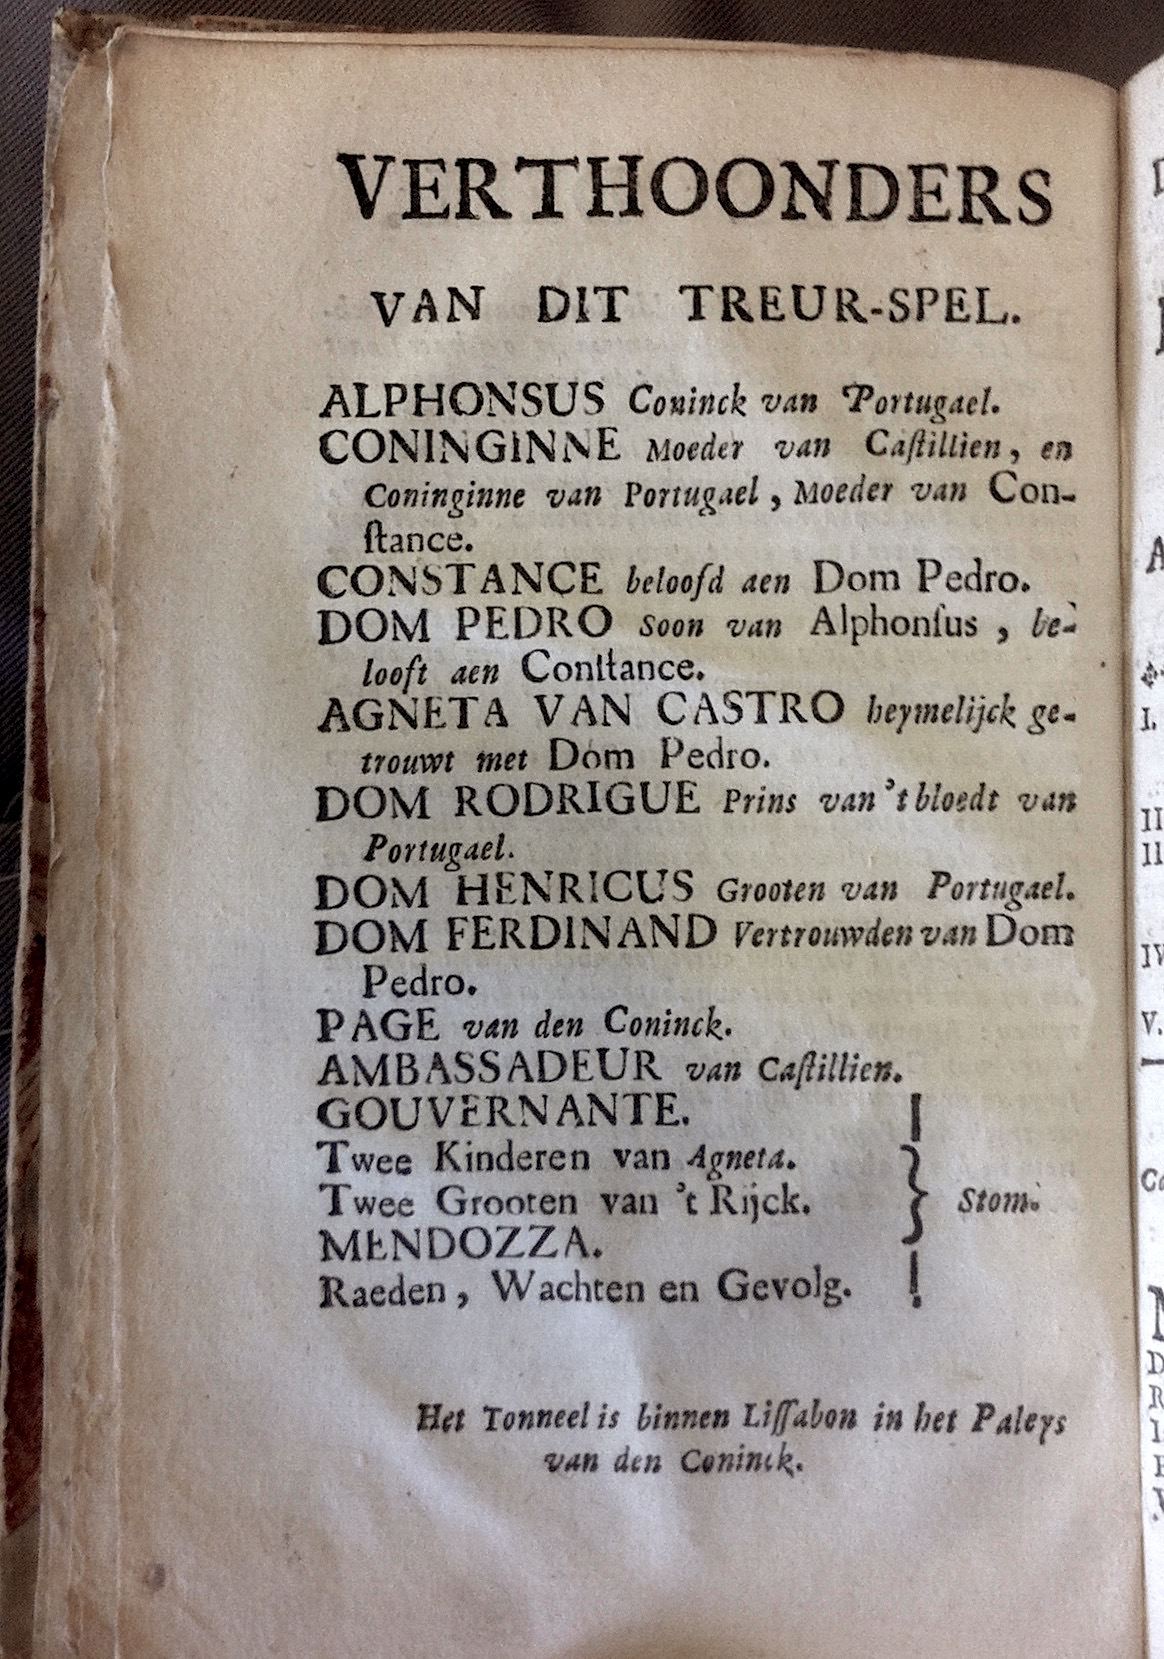 VERTHOONDERS
VAN DIT TREUR-SPEL.
ALPHONSUS Coninck van Portugael.
CONINGINNE Moeder van Caſtillien, en
Coninginne van Portugael, Moeder van Con-
ſtance.
CONSTANCE beloofd aen Dom Pedro.
DOM PEDRO Soon van Alphonſus, be-
looft aen Conſtance.
AGNETA VAN CASTRO heymelijck ge-
trouwt met Dom Pedro.
DOM RODRIGUE Prins van 't bloedt van
Portugael.
DOM HENRICUS Grooten van Portugael.
DOM FERDINAND Vertrouwden van Dom
Pedro.
PAGE van den Coninck.
AMBASSADEUR van Caſtillien.
GOUVERNANTE.
Twee Kinderen van Agneta.
Twee Grooten van 't Rijck. Stom.
MENDOZZA.
Raeden, Wachten en Gevolg.
Het Tonneel is binnen Liſſabon in het Paleys
van den Coninck.